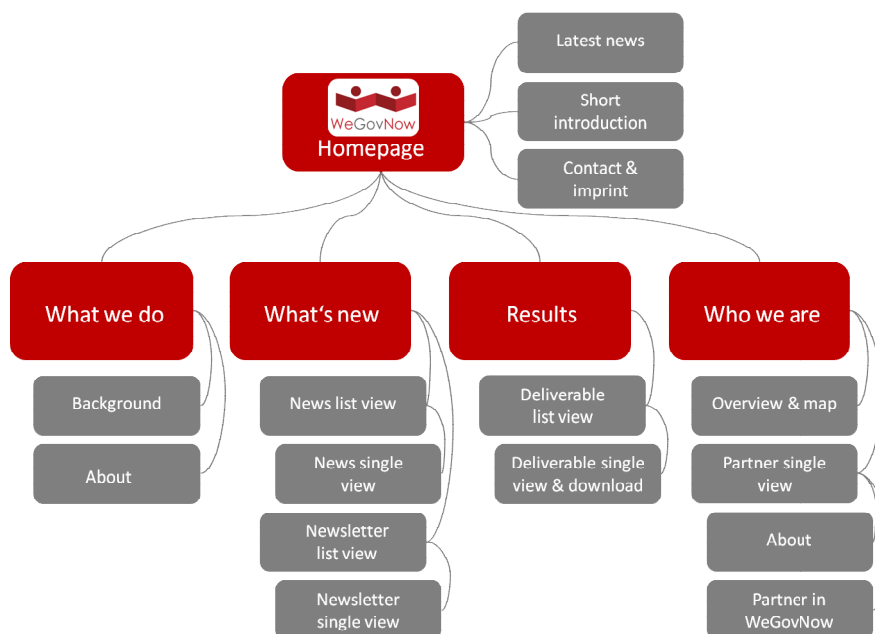 Latest news
WeGovNow
Homepage
Short
introduction
Contact &
imprint
What we do
What's new
Results
Who we are
Background
News list view
Deliverable
list view
Overview & map
About
News single
view
Deliverable single
view & download
Partner single
view
Newsletter
list view
About
Newsletter
single view
Partner in
WeGovNow